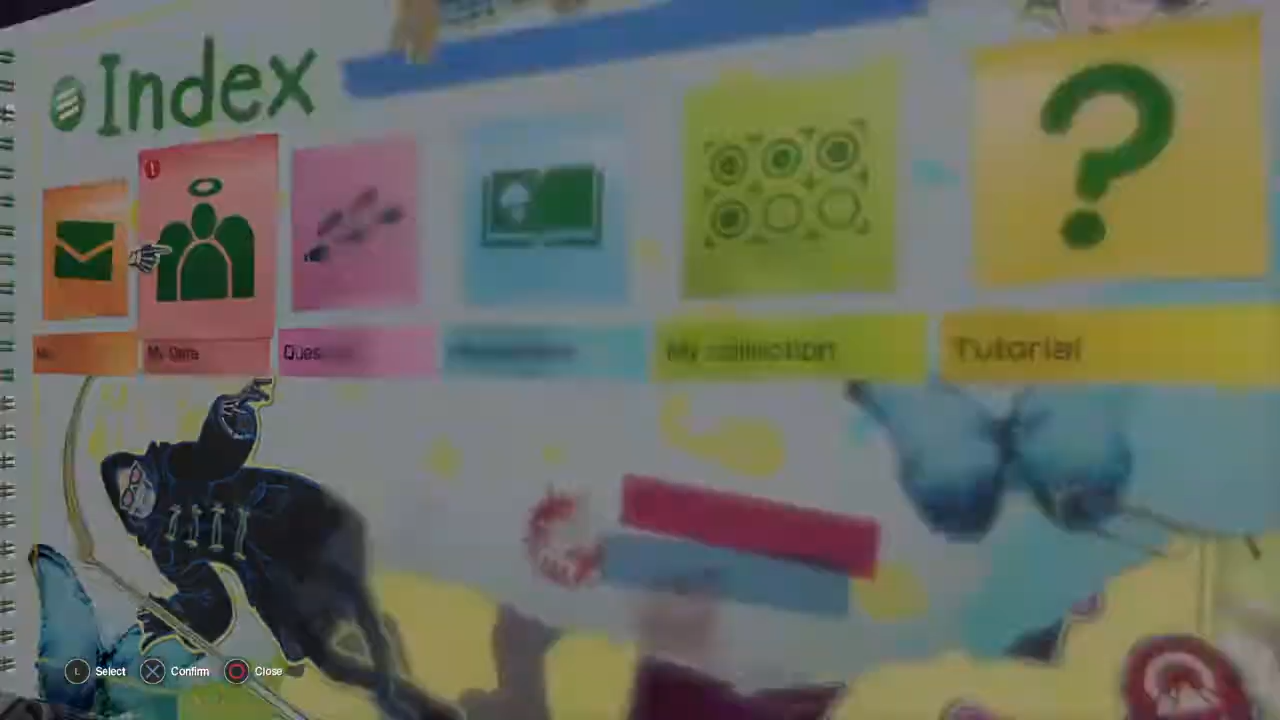 Index
My Data
My collection
Tutorial
Select
Confirm
Close